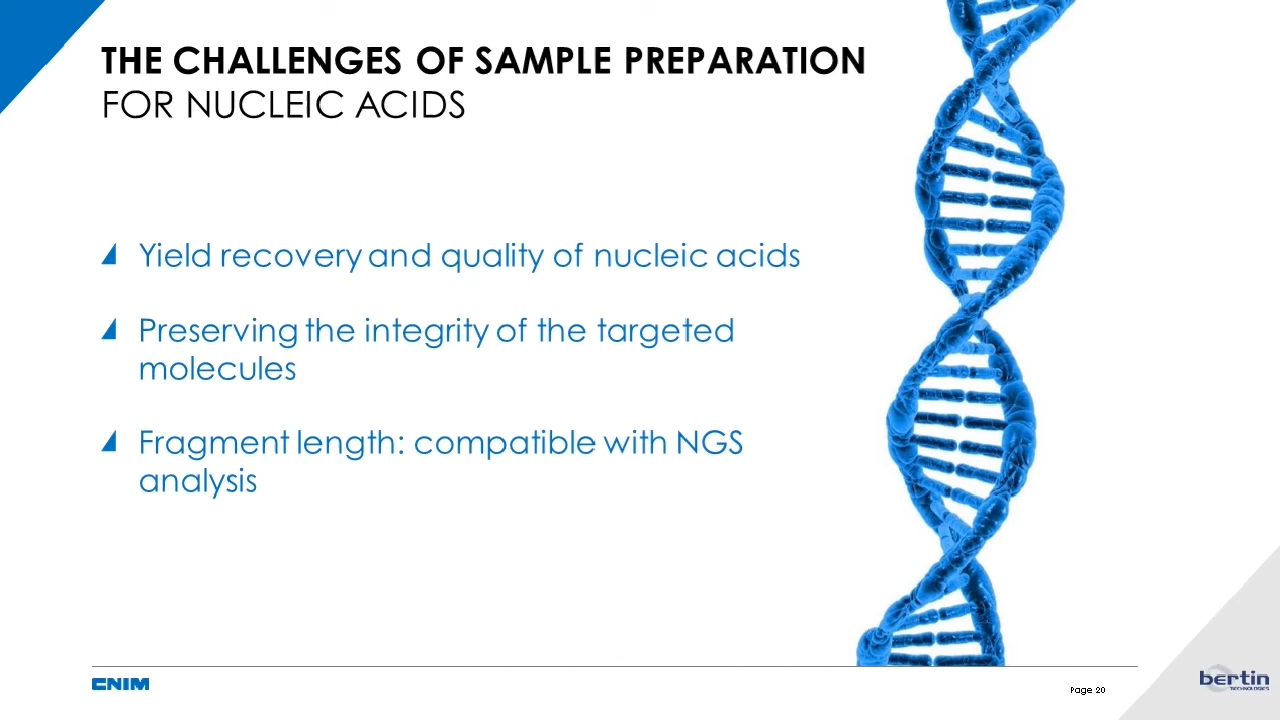 THE CHALLENGES OF SAMPLE PREPARATION
FOR NUCLEIC ACIDS
Yield recovery and quality of nucleic acids
Preserving the integrity of the targeted
molecules
Fragment length: compatible with NGS
analysis
CNIM
Page 20
bertin
TECHNOLOGIES